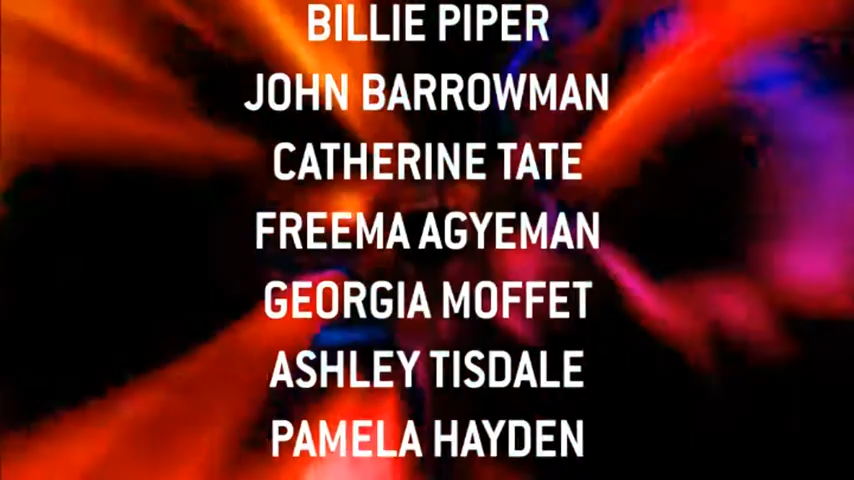 BILLIE PIPER
JOHN BARROWMAN
CATHERINE TATE
FREEMA AGYEMAN
GEORGIA MOFFET
ASHLEY TISDALE
PAMELA HAYDEN